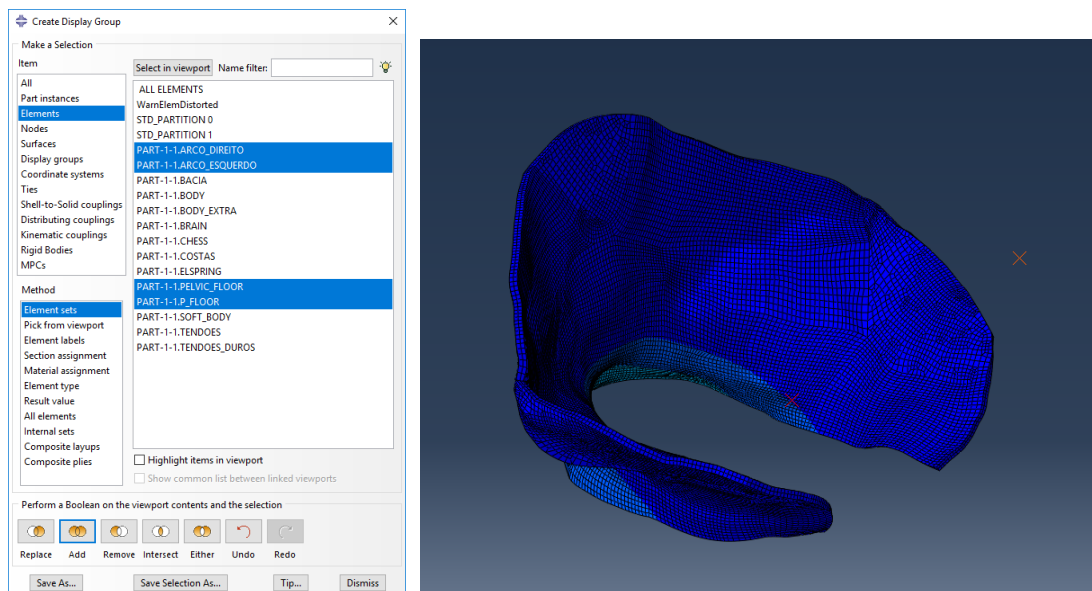 Create Display Group
Make a Selection
Item
All
Part instances
Elements
Nodes
Surfaces
Display groups
Coordinate systems
Ties
Shell-to-Solid couplings
Distributing couplings
Kinematic couplings
Rigid Bodies
MPCs
Method
Element sets
Pick from viewport
Element labels
Section assignment
Material assignment
Element type
Result value
All elements
Internal sets
Composite layups
Composite plies
Select in viewport Name filter:
ALL ELEMENTS
WarnElemDistorted
STD_PARTITION 0
STD_PARTITION 1
PART-1-1.ARCO_DIREITO
PART-1-1.ARCO_ESQUERDO
PART-1-1.BACIA
PART-1-1.BODY
PART-1-1.BODY_EXTRA
PART-1-1.BRAIN
PART-1-1.CHESS
PART-1-1.COSTAS
PART-1-1.ELSPRING
PART-1-1.PELVIC_FLOOR
PART-1-1.P_FLOOR
PART-1-1.SOFT_BODY
PART-1-1.TENDOES
PART-1-1.TENDOES_DUROS
Highlight items in viewport
Show common list between linked viewports
Perform a Boolean on the viewport contents and the selection
Replace Add Remove Intersect Either Undo Redo
Save As... Save Selection As... Tip... Dismiss